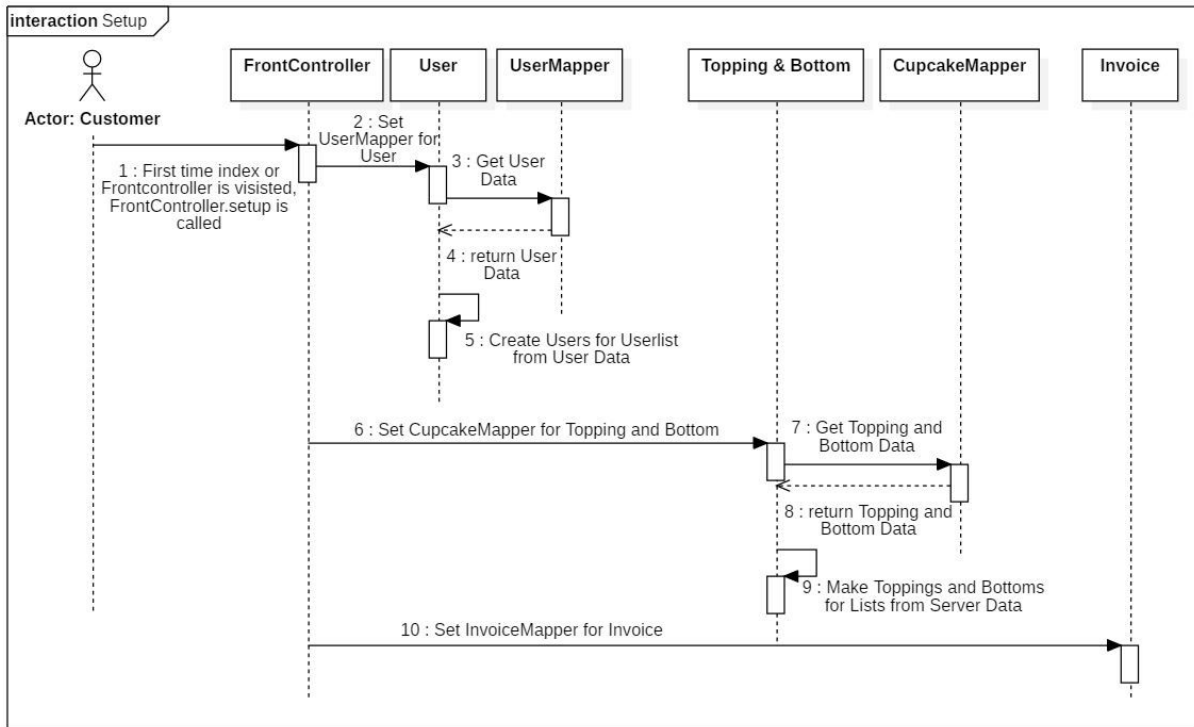 interaction Setup
FrontController
User
UserMapper
Topping & Bottom
CupcakeMapper
Invoice
Actor: Customer
1 : First time index or
Frontcontroller is visisted,
FrontController.setup is
called
2 : Set
UserMapper for
User
3 : Get User
Data
4 : return User
Data
5 : Create Users for Userlist
from User Data
6 : Set CupcakeMapper for Topping and Bottom
7 : Get Topping and
Bottom Data
8 : return Topping and
Bottom Data
9 : Make Toppings and Bottoms
for Lists from Server Data
10 : Set InvoiceMapper for Invoice